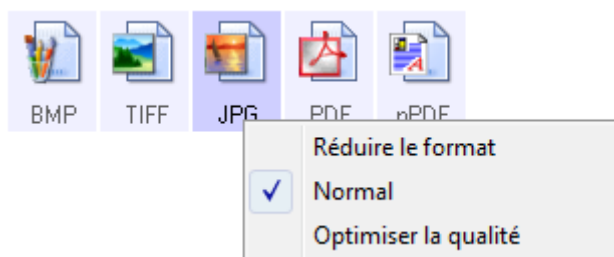 BMP TIFF JPG PDF nPDF
Réduire le format
Normal
Optimiser la qualité